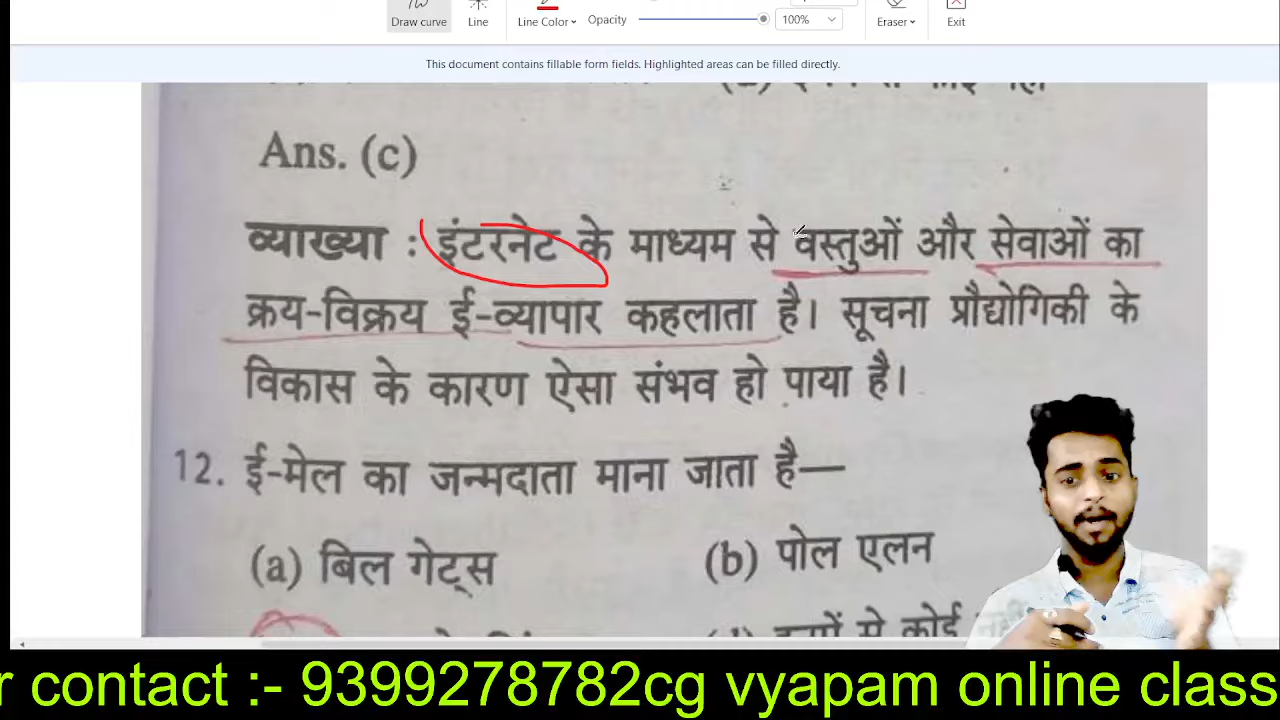 Draw curve Line Line Color Opacity 100% Eraser Exit
This document contains fillable form fields. Highlighted areas can be filled directly.
Ans. (c)
व्याख्या : इंटरनेट के माध्यम से वस्तुओं और सेवाओं का
क्रय-विक्रय ई-व्यापार कहलाता है। सूचना प्रौद्योगिकी के
विकास के कारण ऐसा संभव हो पाया है।
12. ई-मेल का जन्मदाता माना जाता है—
(a) बिल गेट्स (b) पोल एलन
कोई
r contact :- 9399278782cg vyapam online class